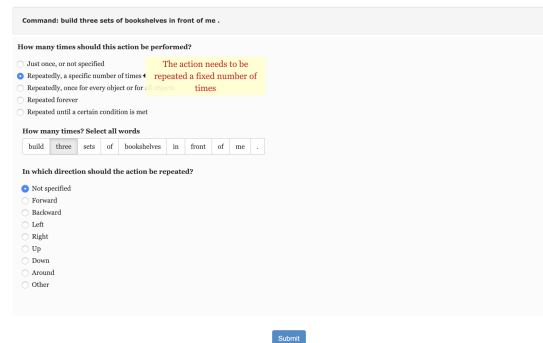 Command: build three sets of bookshelves in front of me .
How many times should this action be performed?
Just once, or not specified
Repeatedly, a specific number of times
Repeatedly, once for every object or for
The action needs to be
repeated a fixed number of
times
Repeated forever
Repeated until a certain condition is met
How many times? Select all words
build three sets of bookshelves in front of me .
In which direction should the action be repeated?
Not specified
Forward
Backward
Left
Right
Up
Down
Around
Other
Submit